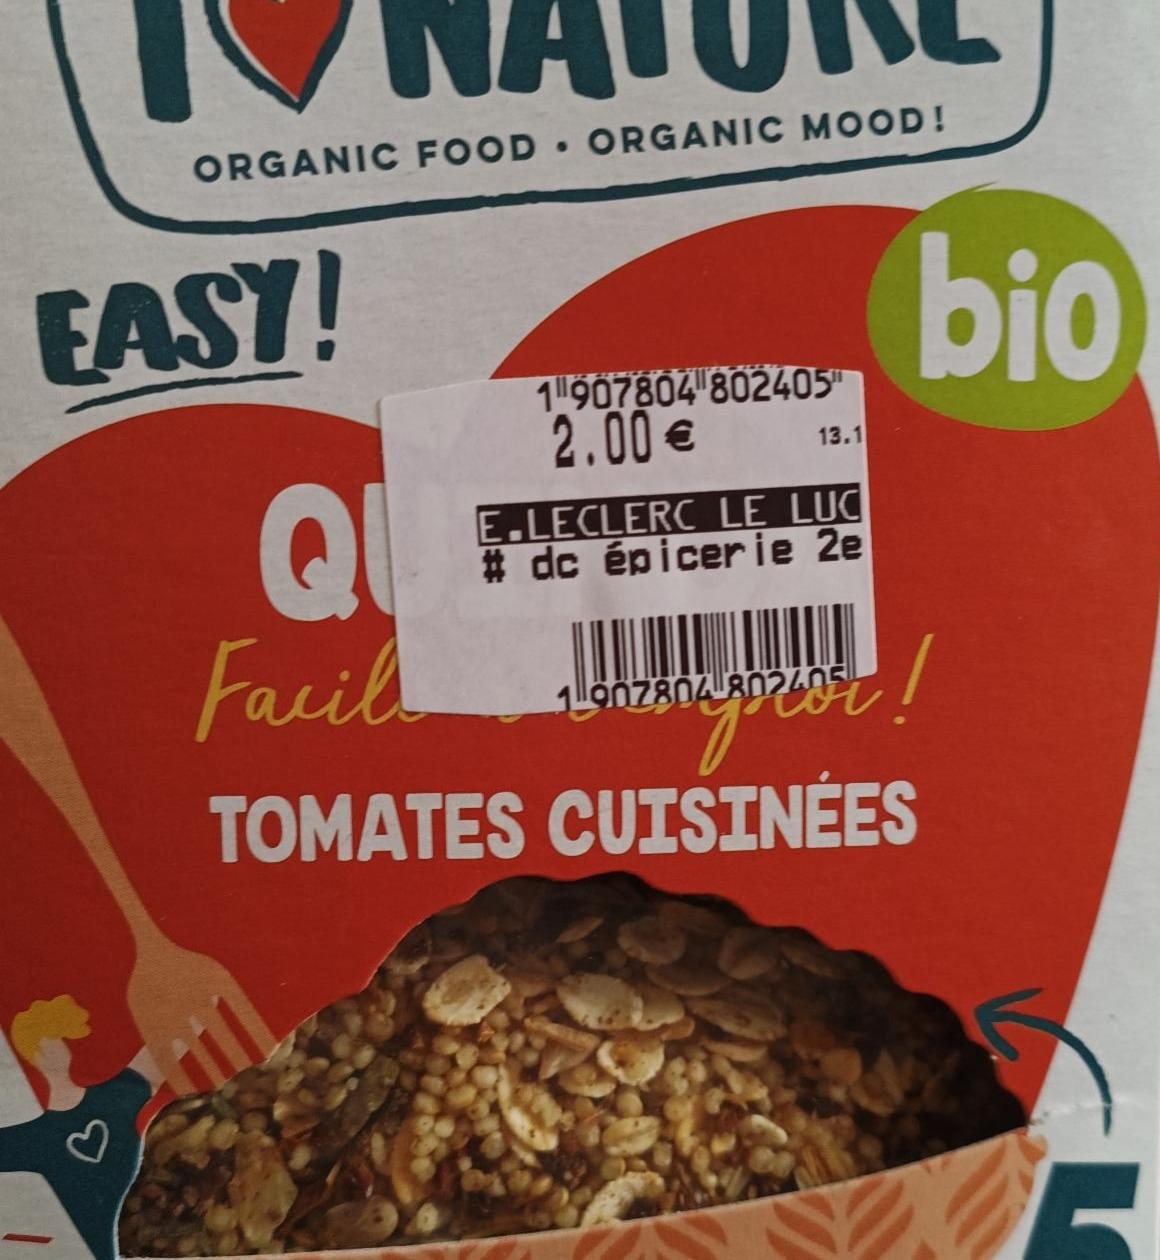 I NATURE
ORGANIC FOOD • ORGANIC MOOD!
EASY!
bio
1"907804"802405"
2.00 €
13.1
E.LECLERC LE LUC
# dc épicerie 2e
1"907804"802405"
TOMATES CUISINÉES
5